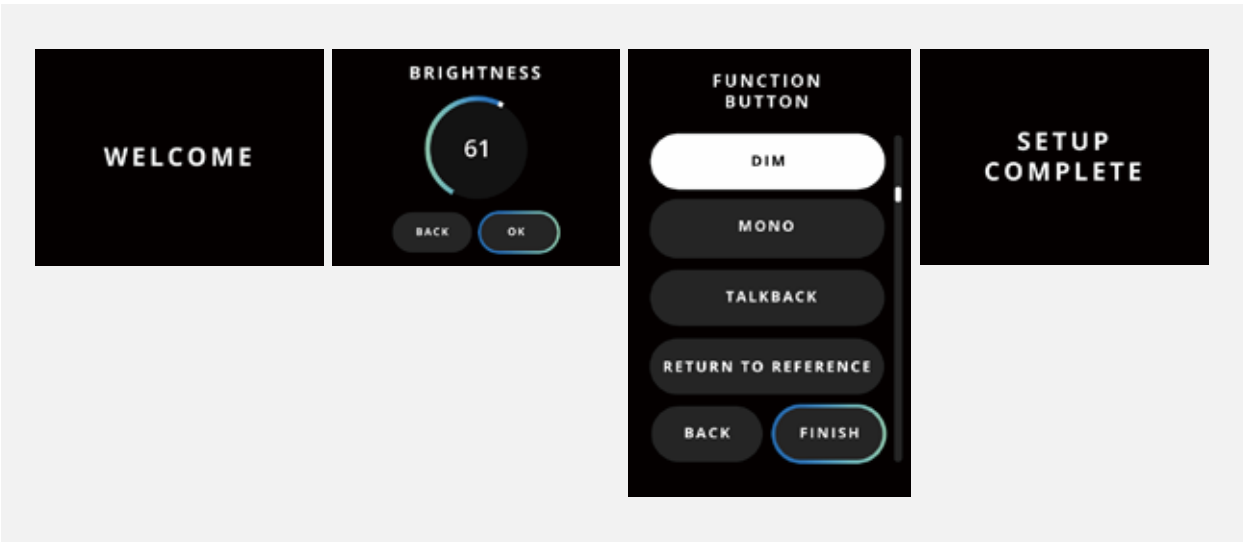 WELCOME
BRIGHTNESS
61
BACK
OK
FUNCTION
BUTTON
DIM
MONO
TALKBACK
RETURN TO REFERENCE
BACK
FINISH
SETUP
COMPLETE